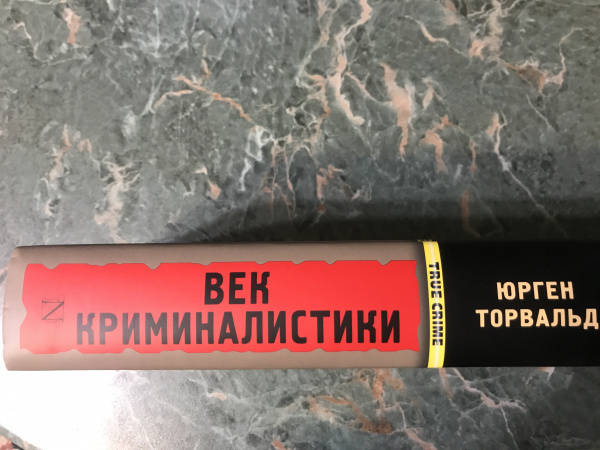 ВЕК
КРИМИНАЛИСТИКИ
TRUE CRIME
ЮРГЕН
ТОРВАЛЬД
N